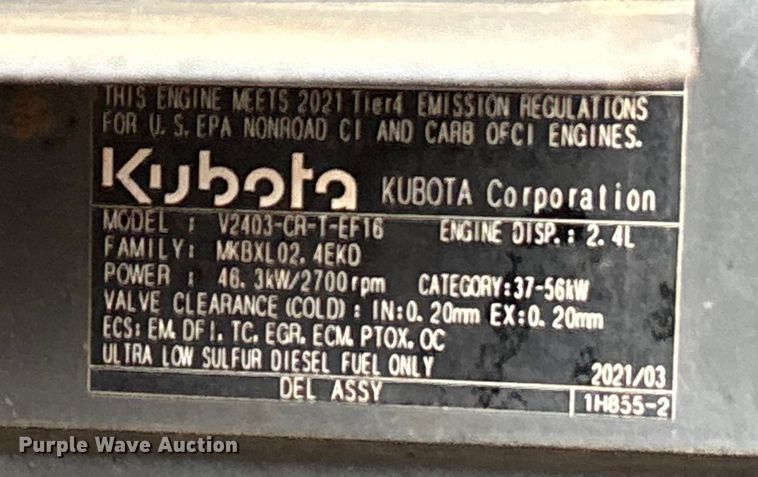 THIS ENGINE MEETS 2021 Tier4 EMISSION REGULATIONS
FOR U.S. EPA NONROAD CI AND CARB OFCI ENGINES.
Kubota KUBOTA Corporation
MODEL : V2403-CR-T-EF16 ENGINE DISP.: 2.4L
FAMILY: MKBXL02.4EKD
POWER : 48.3kW/2700rpm CATEGORY:37-56kW
VALVE CLEARANCE(COLD): IN:0.20mm EX:0.20mm
ECS: EM, DFI, TC, EGR, ECM, PTOX, OC
ULTRA LOW SULFUR DIESEL FUEL ONLY
2021/03
DEL ASSY 1H855-2
Purple Wave Auction